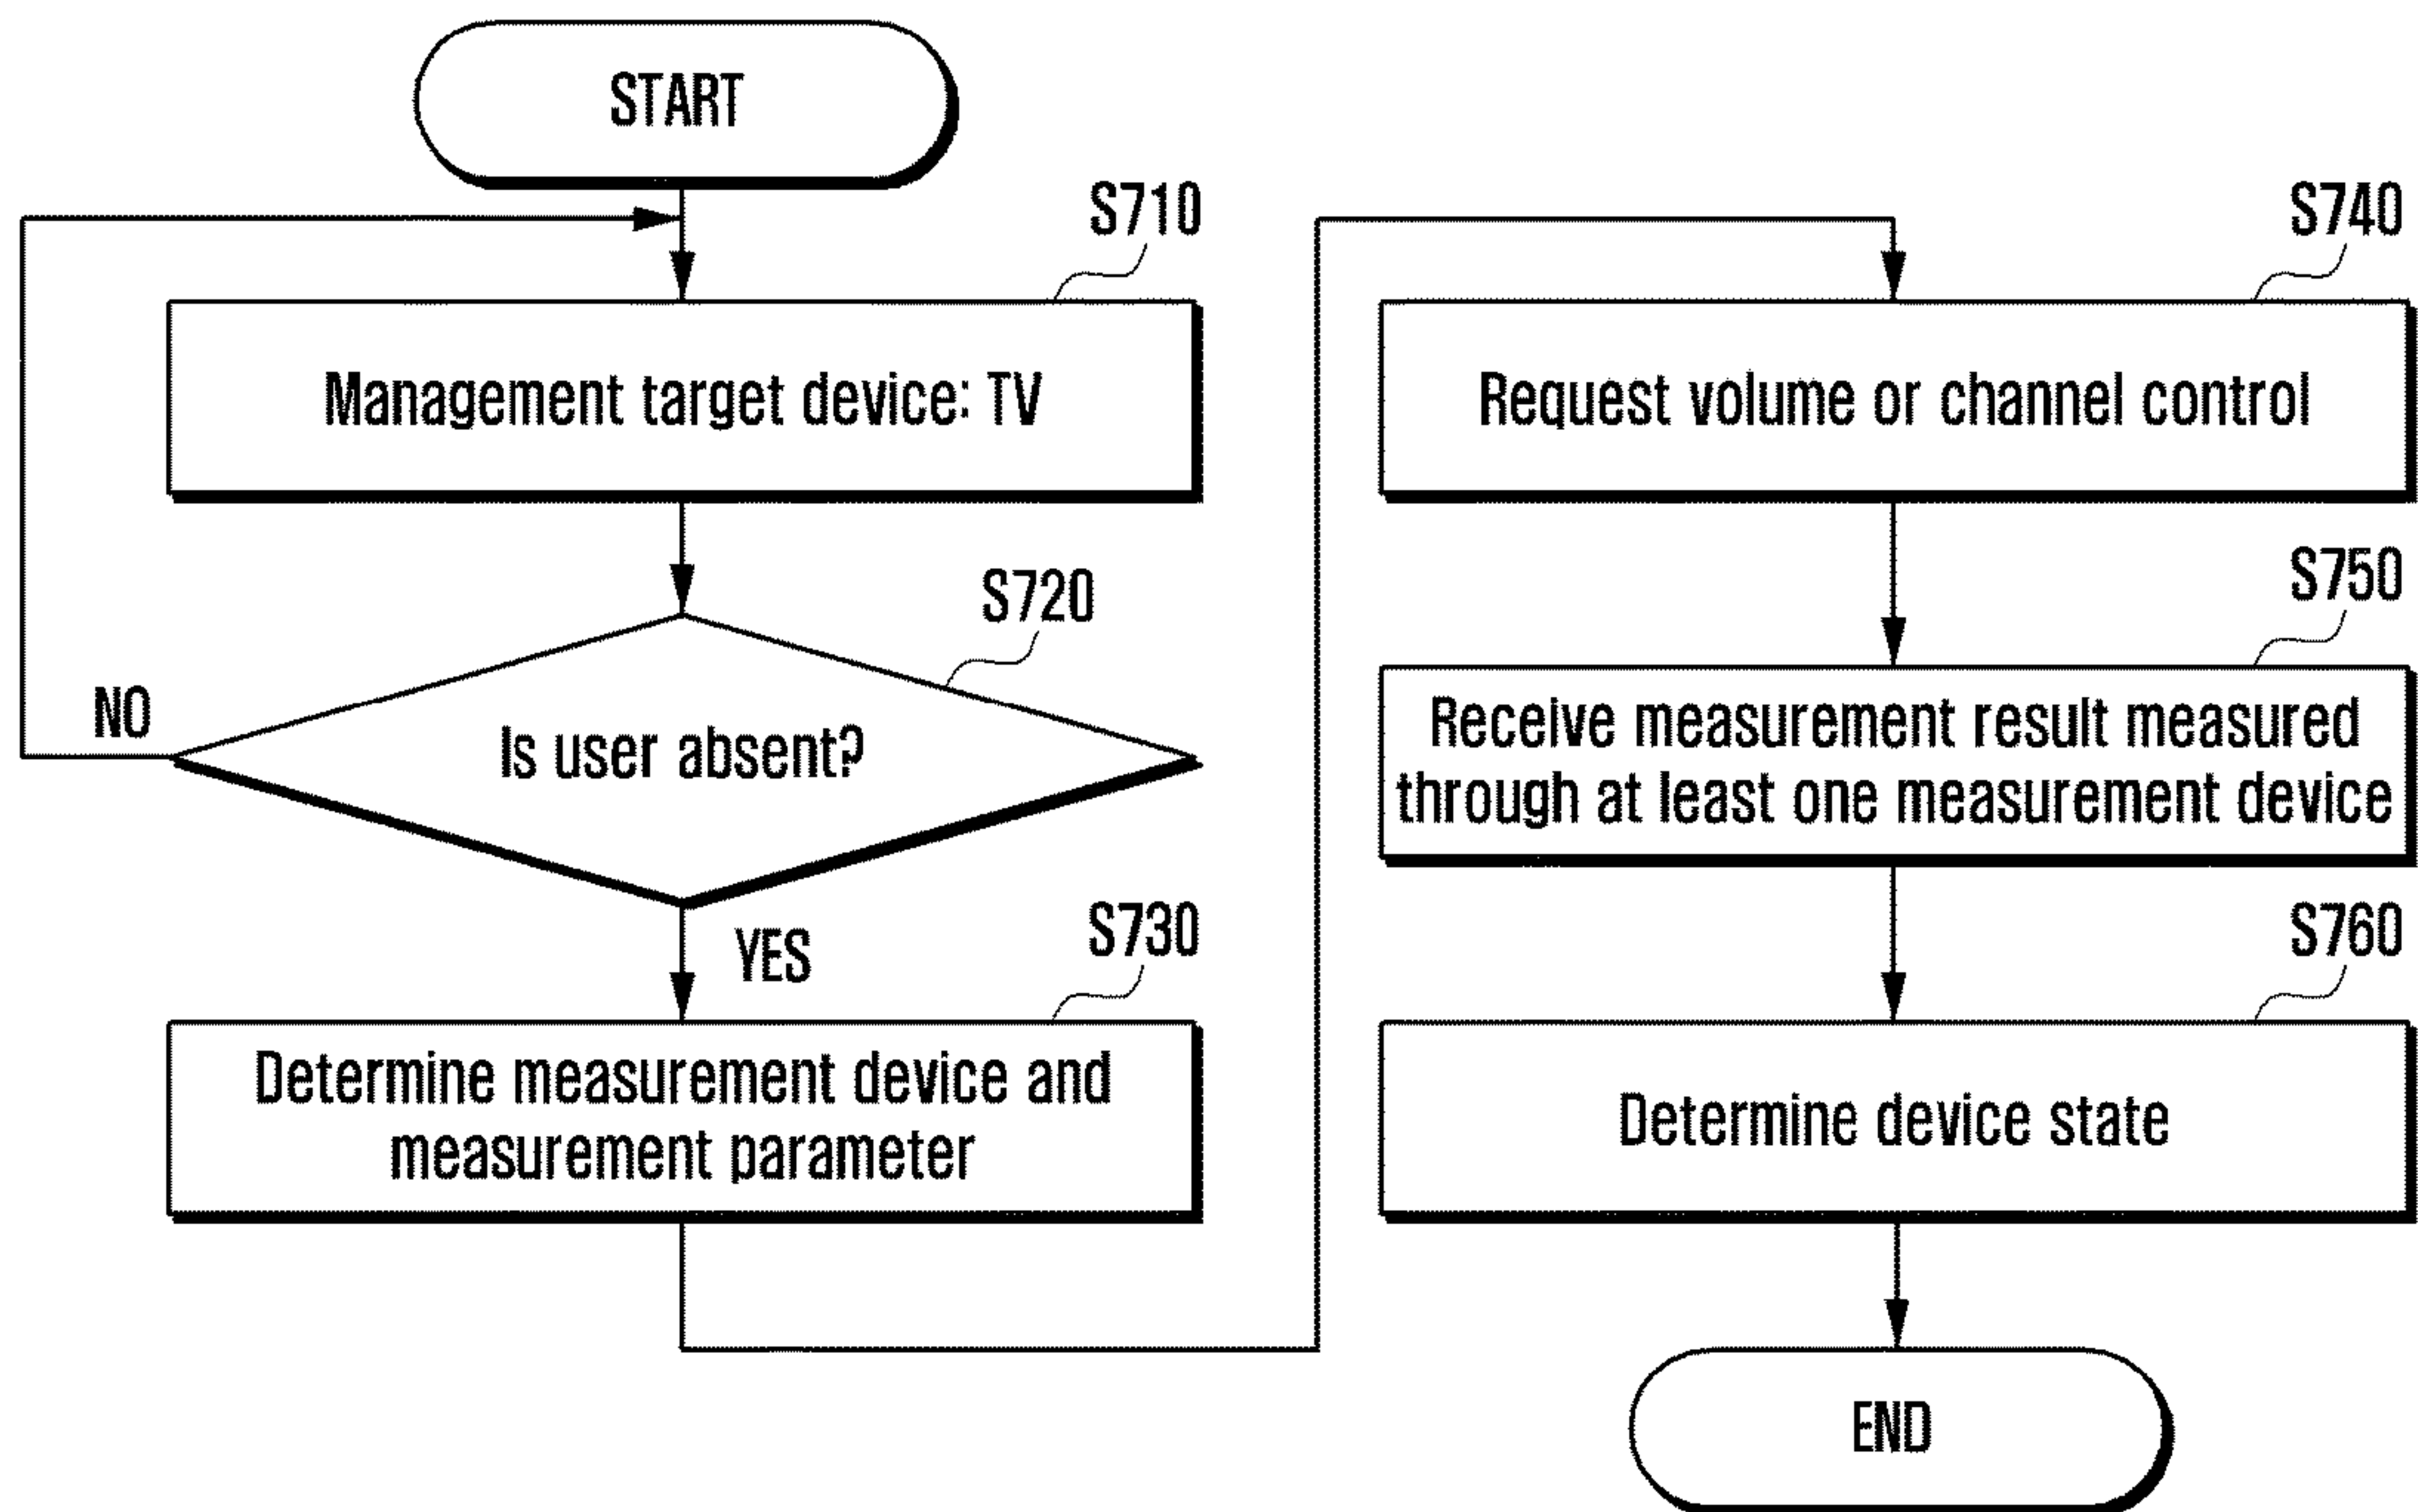 START
S710
Management target device: TV
S720
Is user absent?
NO
YES
S730
Determine measurement device and
measurement parameter
S740
Request volume or channel control
S750
Receive measurement result measured
through at least one measurement device
S760
Determine device state
END